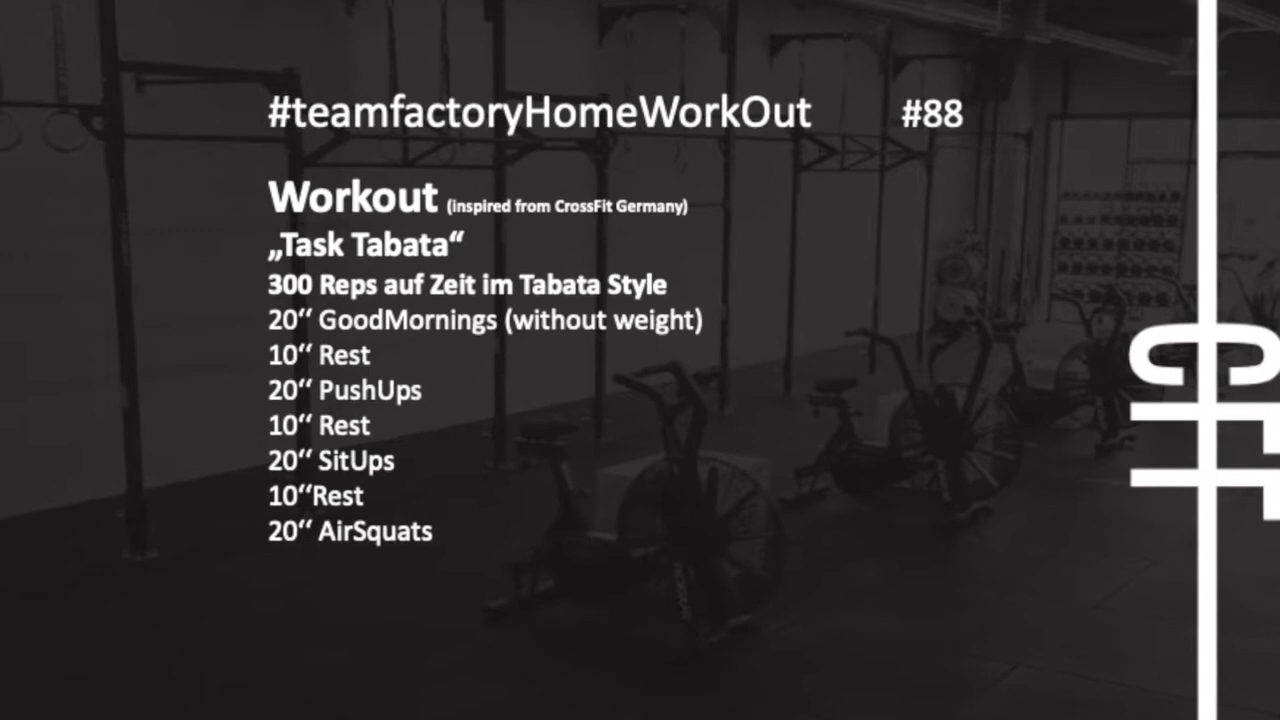 #teamfactoryHomeWorkOut #88
Workout (inspired from CrossFit Germany)
„Task Tabata“
300 Reps auf Zeit im Tabata Style
20“ GoodMornings (without weight)
10“ Rest
20“ PushUps
10“ Rest
20“ SitUps
10“Rest
20“ AirSquats